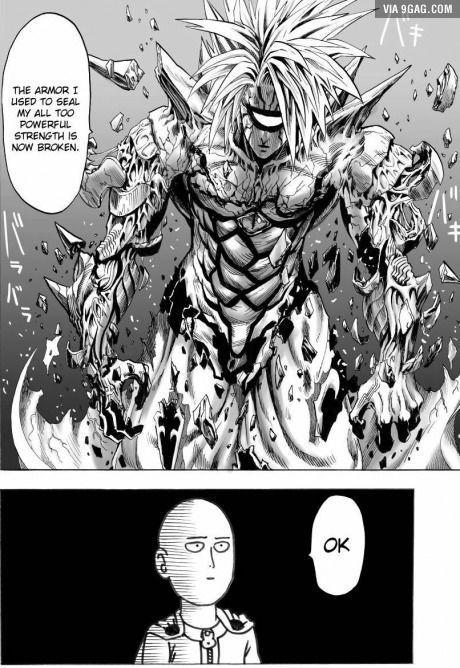 VIA 9GAG.COM
THE ARMOR I
USED TO SEAL
MY ALL TOO
POWERFUL
STRENGTH IS
NOW BROKEN.
バキ
バキ
バラバラ
OK